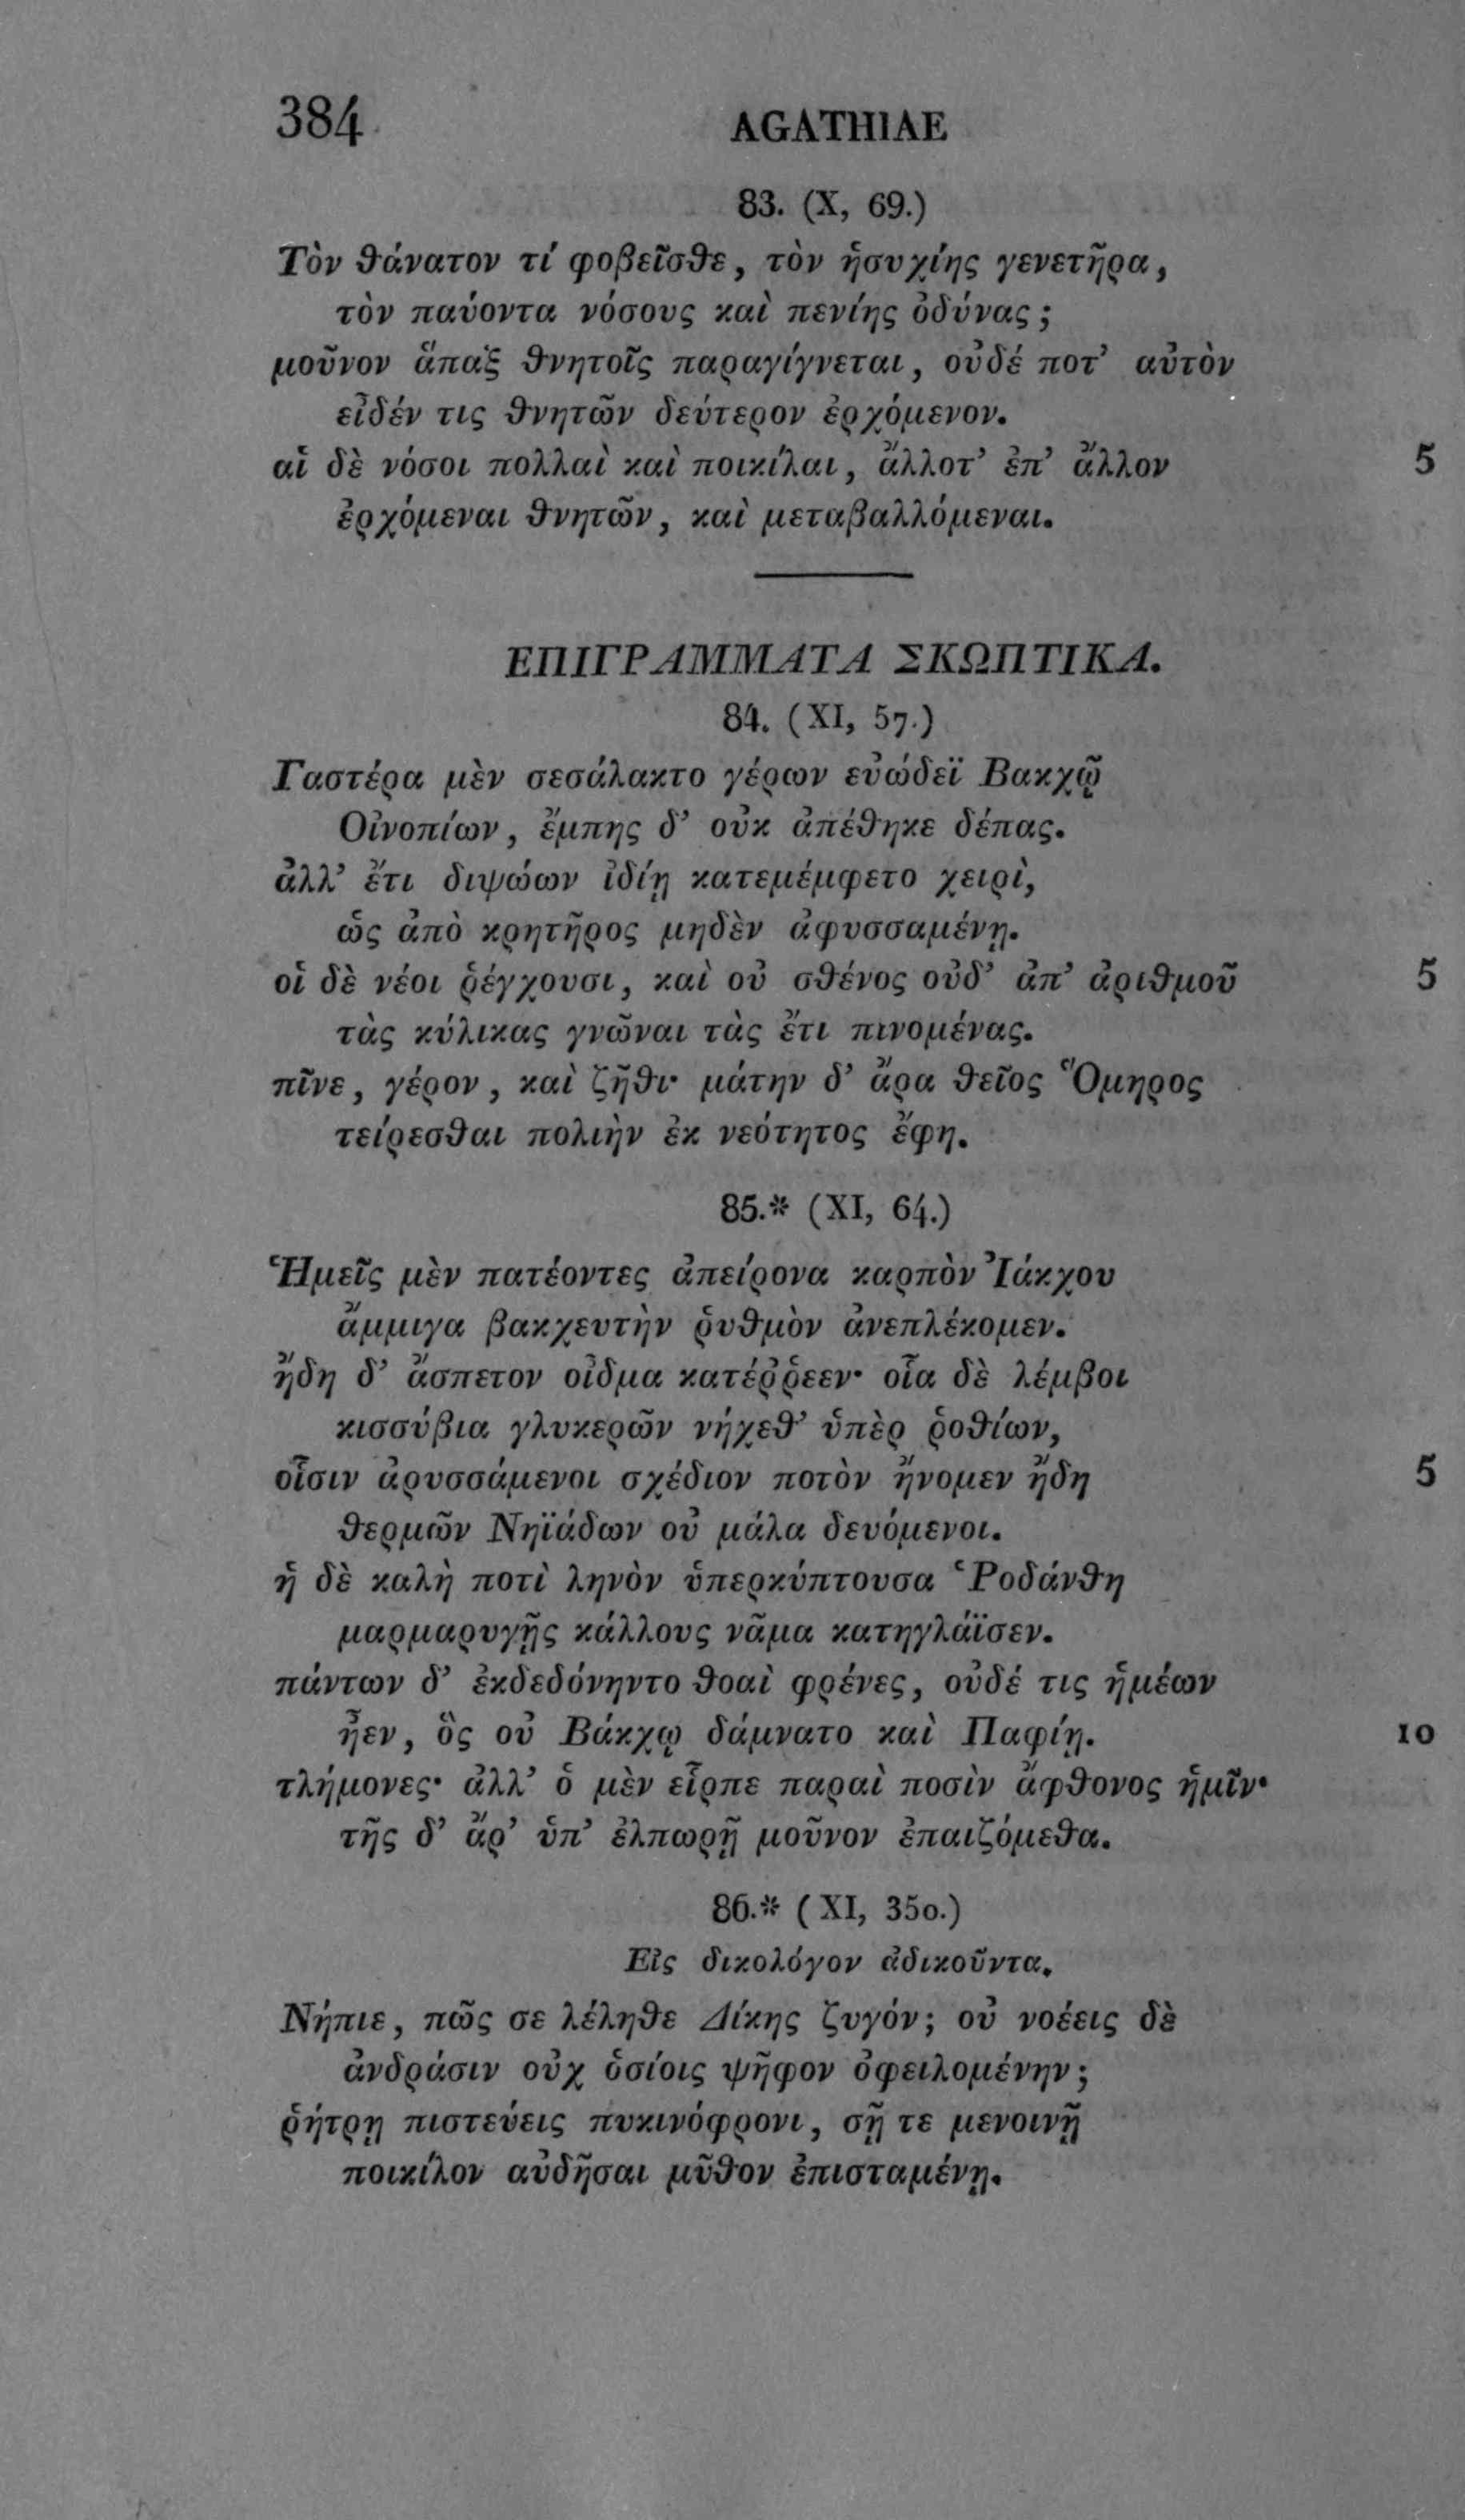 384 AGATHIAE
83. (X, 69.)
Τὸν θάνατον τί φοβεῖσθε, τὸν ἡσυχίης γενετῆρα,
τὸν παύοντα νόσους καὶ πενίης ὀδύνας;
μοῦνον ἅπαξ θνητοῖς παραγίγνεται, οὐδέ ποτ’ αὐτὸν
εἶδέν τις θνητῶν δεύτερον ἐρχόμενον.
αἱ δὲ νόσοι πολλαὶ καὶ ποικίλαι, ἄλλοτ’ ἐπ’ ἄλλον 5
ἐρχόμεναι θνητῶν, καὶ μεταβαλλόμεναι.
ΕΠΙΓΡΑΜΜΑΤΑ ΣΚΩΠΤΙΚΑ.
84. (XI, 57.)
Γαστέρα μὲν σεσάλακτο γέρων εὐώδεϊ Βακχῷ
Οἰνοπίων, ἔμπης δ’ οὐκ ἀπέθηκε δέπας.
ἀλλ’ ἔτι διψώων ἰδίῃ κατεμέμφετο χειρὶ,
ὡς ἀπὸ κρητῆρος μηδὲν ἀφυσσαμένῃ.
οἱ δὲ νέοι ῥέγχουσι, καὶ οὐ σθένος οὐδ’ ἀπ’ ἀριθμοῦ 5
τὰς κύλικας γνῶναι τὰς ἔτι πινομένας.
πῖνε, γέρον, καὶ ζῆθι· μάτην δ’ ἄρα θεῖος Ὅμηρος
τείρεσθαι πολιὴν ἐκ νεότητος ἔφη.
85.* (XI, 64.)
Ἡμεῖς μὲν πατέοντες ἀπείρονα καρπὸν Ἰάκχου
ἄμμιγα βακχευτὴν ῥυθμὸν ἀνεπλέκομεν.
ἤδη δ’ ἄσπετον οἶδμα κατέῤῥεεν· οἷα δὲ λέμβοι
κισσύβια γλυκερῶν νήχεθ’ ὑπὲρ ῥοθίων,
οἷσιν ἀρυσσάμενοι σχέδιον ποτὸν ἤνομεν ἤδη 5
θερμῶν Νηϊάδων οὐ μάλα δευόμενοι.
ἡ δὲ καλὴ ποτὶ ληνὸν ὑπερκύπτουσα Ῥοδάνθη
μαρμαρυγῇς κάλλους νᾶμα κατηγλάϊσεν.
πάντων δ’ ἐκδεδόνηντο θοαὶ φρένες, οὐδέ τις ἡμέων
ἦεν, ὃς οὐ Βάκχῳ δάμνατο καὶ Παφίῃ. 10
τλήμονες· ἀλλ’ ὁ μὲν εἷρπε παραὶ ποσὶν ἄφθονος ἡμῖν·
τῆς δ’ ἄρ’ ὑπ’ ἐλπωρῇ μοῦνον ἐπαιζόμεθα.
86.* (XI, 350.)
Εἰς δικολόγον ἀδικοῦντα.
Νήπιε, πῶς σε λέληθε Δίκης ζυγόν; οὐ νοέεις δὲ
ἀνδράσιν οὐχ ὁσίοις ψῆφον ὀφειλομένην;
ῥήτρῃ πιστεύεις πυκινόφρονι, σῇ τε μενοινῇ
ποικίλον αὐδῆσαι μῦθον ἐπισταμένῃ.